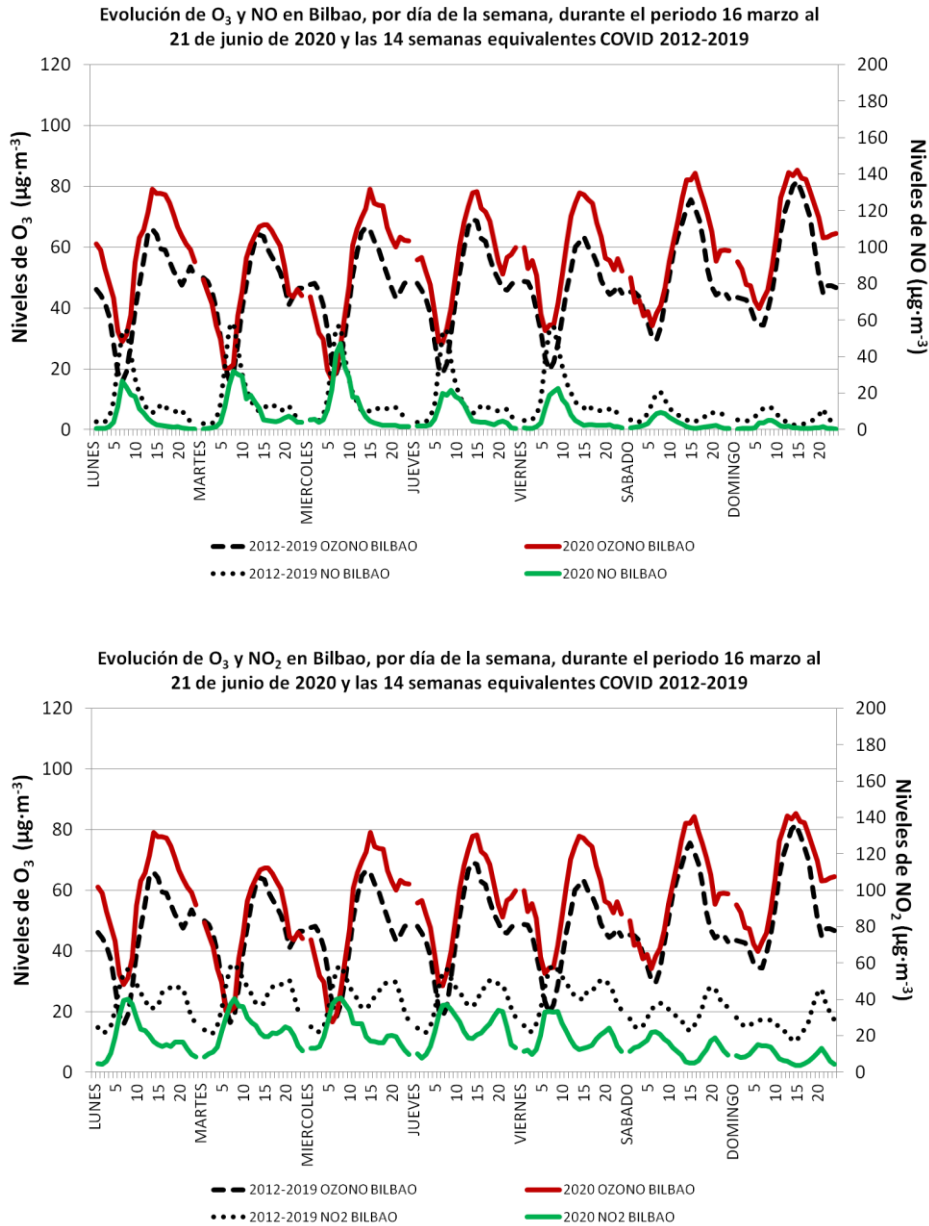 Evolución de O₃ y NO en Bilbao, por día de la semana, durante el periodo 16 marzo al
21 de junio de 2020 y las 14 semanas equivalentes COVID 2012-2019
Niveles de O₃ (µg·m⁻³)
120
100
80
60
40
20
0
200
180
160
140
120
100
80
60
40
20
0
Niveles de NO (µg·m⁻³)
LUNES 5 10 15 20 MARTES 5 10 15 20 MIERCOLES 5 10 15 20 JUEVES 5 10 15 20 VIERNES 5 10 15 20 SABADO 5 10 15 20 DOMINGO 5 10 15 20
2012-2019 OZONO BILBAO 2020 OZONO BILBAO
2012-2019 NO BILBAO 2020 NO BILBAO
Evolución de O₃ y NO₂ en Bilbao, por día de la semana, durante el periodo 16 marzo al
21 de junio de 2020 y las 14 semanas equivalentes COVID 2012-2019
Niveles de O₃ (µg·m⁻³)
120
100
80
60
40
20
0
200
180
160
140
120
100
80
60
40
20
0
Niveles de NO₂ (µg·m⁻³)
LUNES 5 10 15 20 MARTES 5 10 15 20 MIERCOLES 5 10 15 20 JUEVES 5 10 15 20 VIERNES 5 10 15 20 SABADO 5 10 15 20 DOMINGO 5 10 15 20
2012-2019 OZONO BILBAO 2020 OZONO BILBAO
2012-2019 NO2 BILBAO 2020 NO2 BILBAO